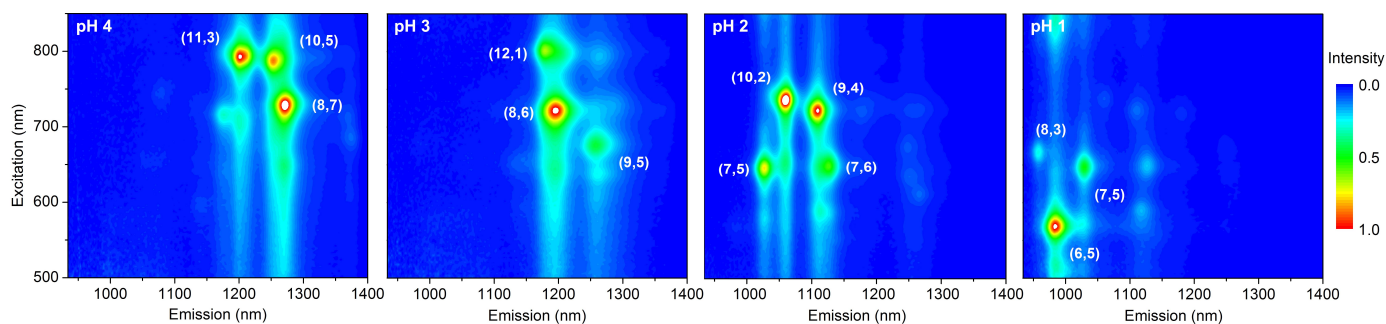 pH 4
pH 3
pH 2
pH 1
(11,3)
(10,5)
(8,7)
(12,1)
(8,6)
(9,5)
(10,2)
(9,4)
(7,5)
(7,6)
(8,3)
(7,5)
(6,5)
Intensity
0.0
0.5
1.0
Excitation (nm)
800
700
600
500
1000 1100 1200 1300 1400
1000 1100 1200 1300 1400
1000 1100 1200 1300 1400
1000 1100 1200 1300 1400
Emission (nm)
Emission (nm)
Emission (nm)
Emission (nm)